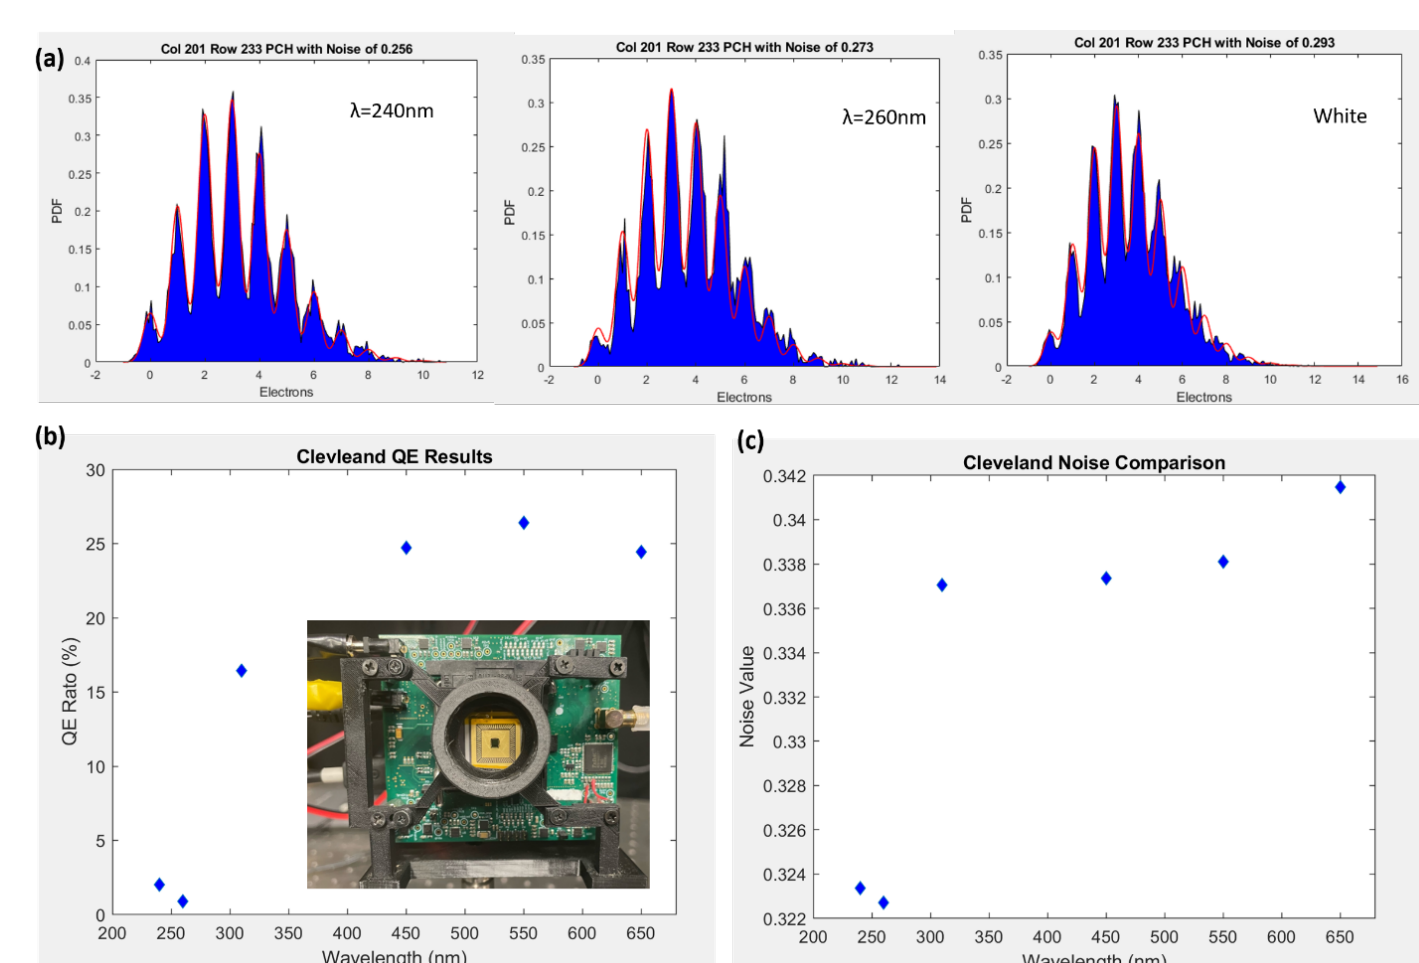 (a)
Col 201 Row 233 PCH with Noise of 0.256
λ=240nm
PDF
0.4
0.35
0.3
0.25
0.2
0.15
0.1
0.05
0
-2 0 2 4 6 8 10 12
Electrons
Col 201 Row 233 PCH with Noise of 0.273
λ=260nm
PDF
0.35
0.3
0.25
0.2
0.15
0.1
0.05
0
-2 0 2 4 6 8 10 12 14
Electrons
Col 201 Row 233 PCH with Noise of 0.293
White
PDF
0.35
0.3
0.25
0.2
0.15
0.1
0.05
0
-2 0 2 4 6 8 10 12 14 16
Electrons
(b)
Clevleand QE Results
QE Rato (%)
30
25
20
15
10
5
0
200 250 300 350 400 450 500 550 600 650
Wavelength (nm)
(c)
Cleveland Noise Comparison
Noise Value
0.342
0.34
0.338
0.336
0.334
0.332
0.33
0.328
0.326
0.324
0.322
200 250 300 350 400 450 500 550 600 650
Wavelength (nm)